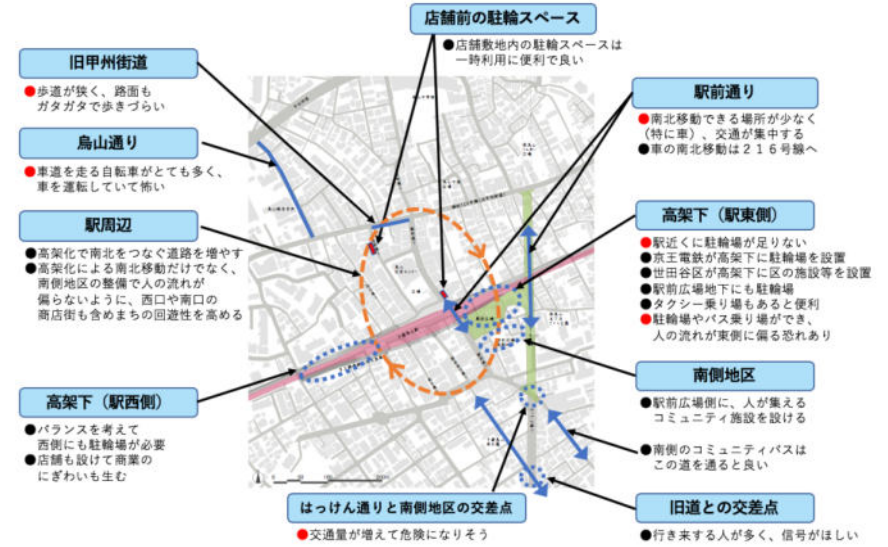 店舗前の駐輪スペース
●店舗敷地内の駐輪スペースは
一時利用に便利で良い
旧甲州街道
●歩道が狭く、路面も
ガタガタで歩きづらい
烏山通り
●車道を走る自転車がとても多く、
車を運転していて怖い
駅周辺
●高架化で南北をつなぐ道路を増やす
●高架化による南北移動だけでなく、
南側地区の整備で人の流れが
偏らないように、西口や南口の
商店街も含めまちの回遊性を高める
高架下（駅西側）
●バランスを考えて
西側にも駐輪場が必要
●店舗も設けて商業の
にぎわいも生む
駅前通り
●南北移動できる場所が少なく
（特に車）、交通が集中する
●車の南北移動は２１６号線へ
高架下（駅東側）
●駅近くに駐輪場が足りない
●京王電鉄が高架下に駐輪場を設置
●世田谷区が高架下に区の施設等を設置
●駅前広場地下にも駐輪場
●タクシー乗り場もあると便利
●駐輪場やバス乗り場ができ、
人の流れが東側に偏る恐れあり
南側地区
●駅前広場側に、人が集える
コミュニティ施設を設ける
●南側のコミュニティバスは
この道を通ると良い
はっけん通りと南側地区の交差点
●交通量が増えて危険になりそう
旧道との交差点
●行き来する人が多く、信号がほしい